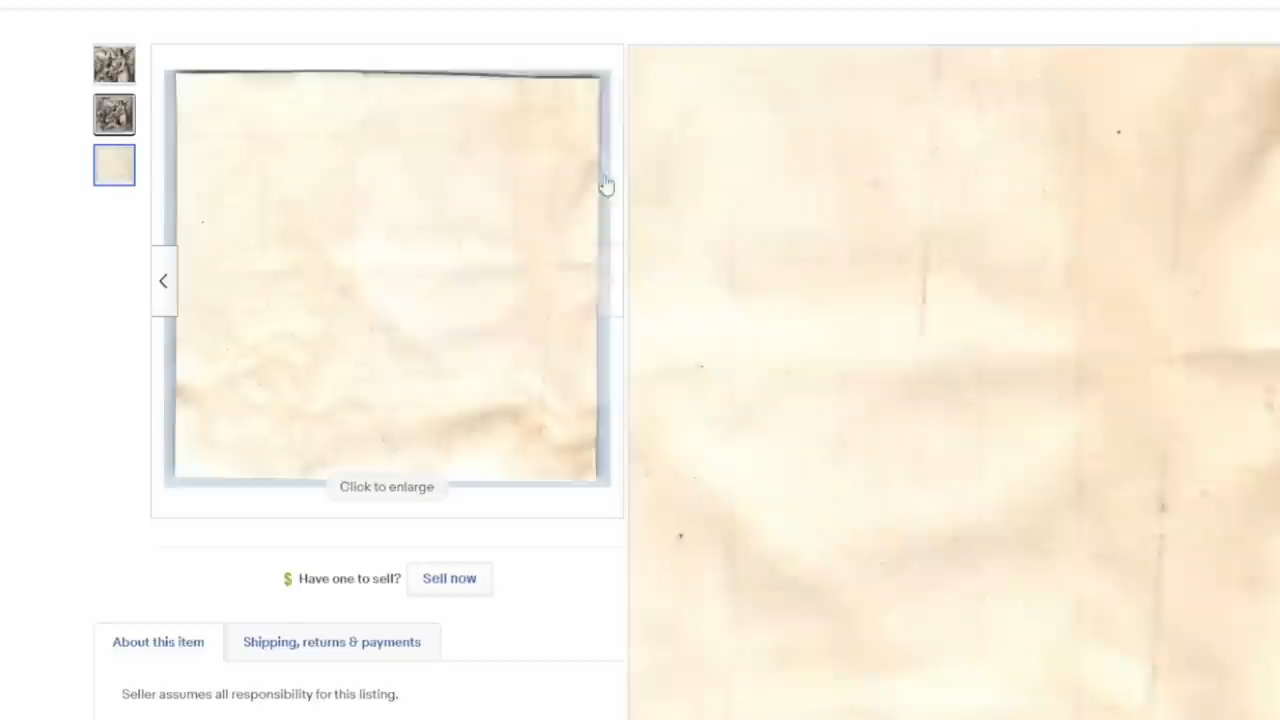 Click to enlarge
$ Have one to sell? Sell now
About this item
Shipping, returns & payments
Seller assumes all responsibility for this listing.